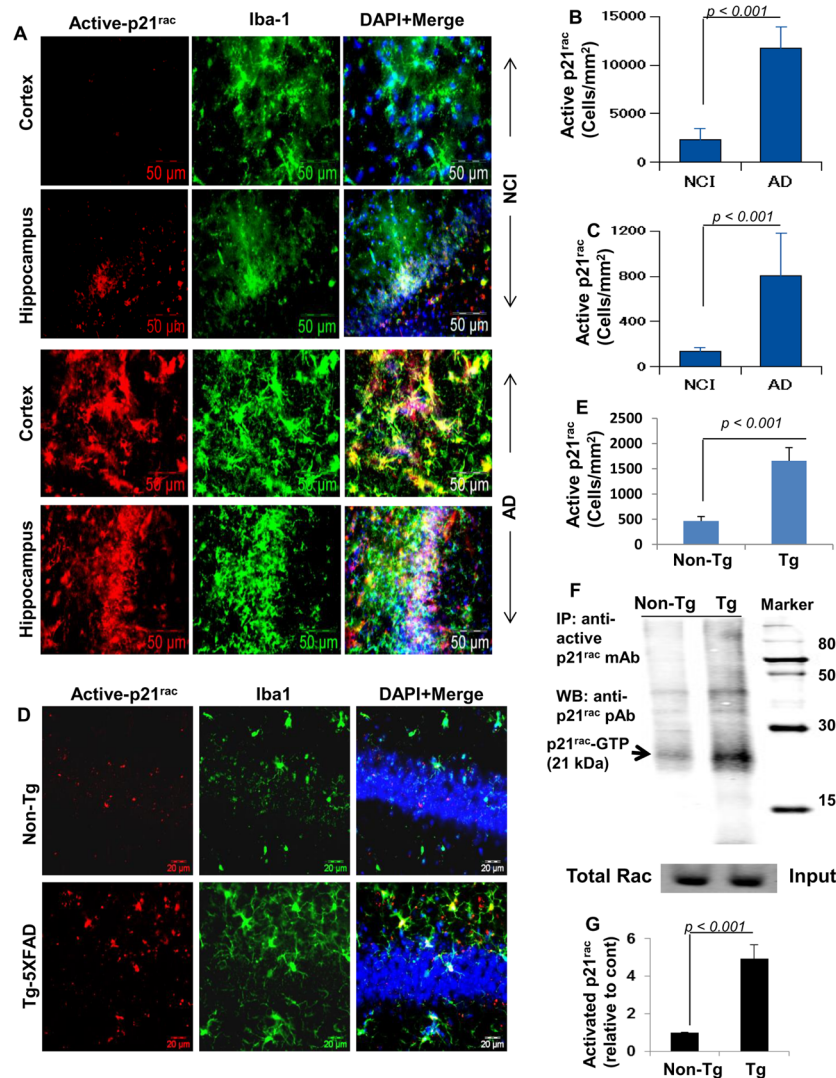 A
Active-p21rac
Iba-1
DAPI+Merge
Cortex
50 µm
50 µm
50 µm
Hippocampus
50 µm
50 µm
50 µm
NCI
Cortex
50 µm
50 µm
50 µm
Hippocampus
50 µm
50 µm
50 µm
AD
B
Active p21rac
(Cells/mm2)
15000
10000
5000
0
p < 0.001
NCI
AD
C
Active p21rac
(Cells/mm2)
1200
800
400
0
p < 0.001
NCI
AD
D
Active-p21rac
Iba1
DAPI+Merge
Non-Tg
20 µm
20 µm
20 µm
Tg-5XFAD
20 µm
20 µm
20 µm
E
Active p21rac
(Cells/mm2)
2500
2000
1500
1000
500
0
p < 0.001
Non-Tg
Tg
F
Non-Tg
Tg
Marker
IP: anti-
active
p21rac mAb
WB: anti-
p21rac pAb
p21rac-GTP
(21 kDa)
80
50
30
15
Total Rac
Input
G
Activated p21rac
(relative to cont)
6
4
2
0
p < 0.001
Non-Tg
Tg